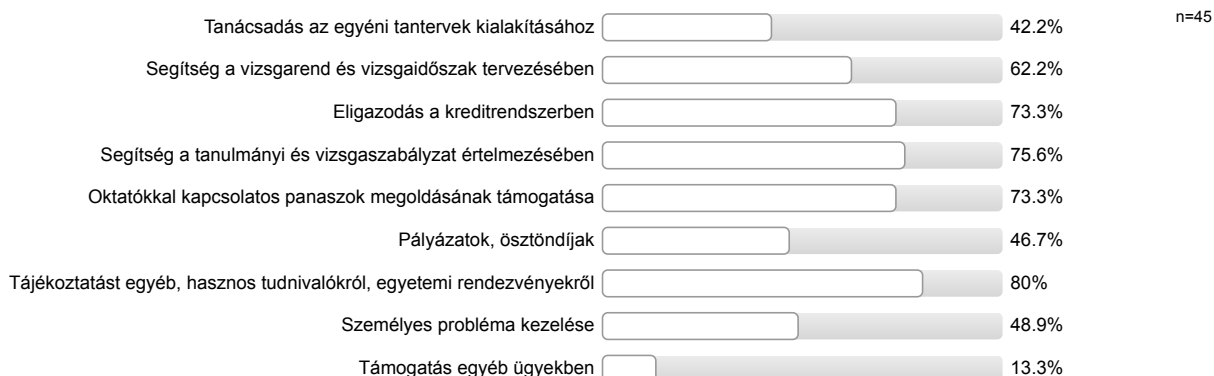 Tanácsadás az egyéni tantervek kialakításához 42.2% n=45
Segítség a vizsgarend és vizsgaidőszak tervezésében 62.2%
Eligazodás a kreditrendszerben 73.3%
Segítség a tanulmányi és vizsgaszabályzat értelmezésében 75.6%
Oktatókkal kapcsolatos panaszok megoldásának támogatása 73.3%
Pályázatok, ösztöndíjak 46.7%
Tájékoztatást egyéb, hasznos tudnivalókról, egyetemi rendezvényekről 80%
Személyes probléma kezelése 48.9%
Támogatás egyéb ügyekben 13.3%